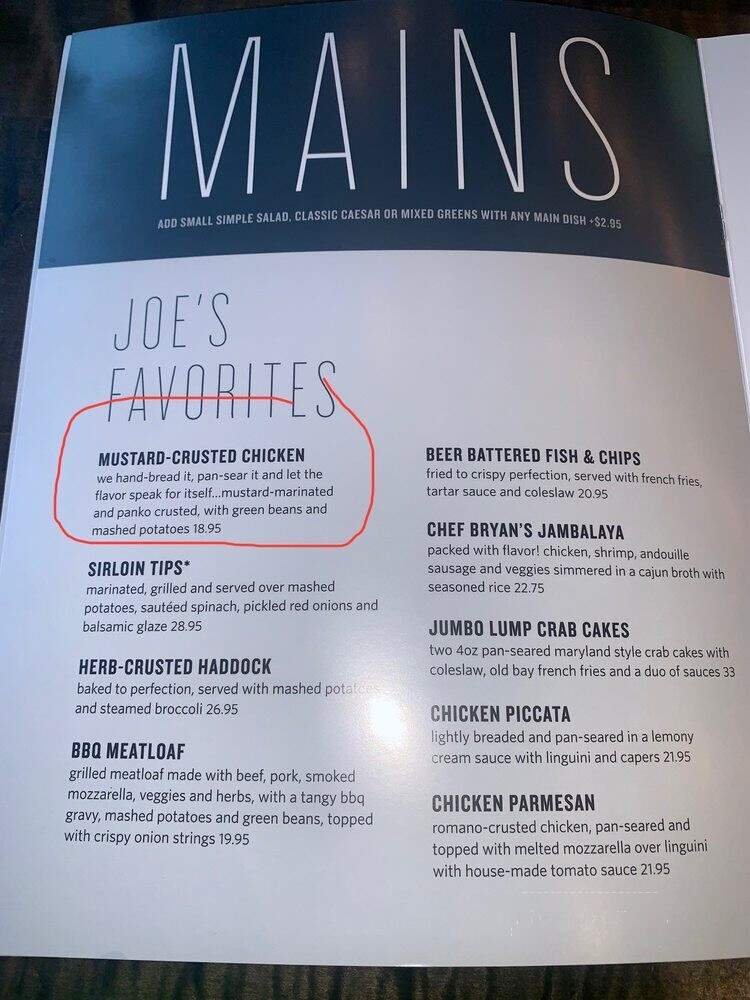 MAINS
ADD SMALL SIMPLE SALAD, CLASSIC CAESAR OR MIXED GREENS WITH ANY MAIN DISH +$2.95
JOE'S
FAVORITES
MUSTARD-CRUSTED CHICKEN
we hand-bread it, pan-sear it and let the
flavor speak for itself...mustard-marinated
and panko crusted, with green beans and
mashed potatoes 18.95
SIRLOIN TIPS*
marinated, grilled and served over mashed
potatoes, sautéed spinach, pickled red onions and
balsamic glaze 28.95
HERB-CRUSTED HADDOCK
baked to perfection, served with mashed potatoes
and steamed broccoli 26.95
BBQ MEATLOAF
grilled meatloaf made with beef, pork, smoked
mozzarella, veggies and herbs, with a tangy bbq
gravy, mashed potatoes and green beans, topped
with crispy onion strings 19.95
BEER BATTERED FISH & CHIPS
fried to crispy perfection, served with french fries,
tartar sauce and coleslaw 20.95
CHEF BRYAN'S JAMBALAYA
packed with flavor! chicken, shrimp, andouille
sausage and veggies simmered in a cajun broth with
seasoned rice 22.75
JUMBO LUMP CRAB CAKES
two 4oz pan-seared maryland style crab cakes with
coleslaw, old bay french fries and a duo of sauces 33
CHICKEN PICCATA
lightly breaded and pan-seared in a lemony
cream sauce with linguini and capers 21.95
CHICKEN PARMESAN
romano-crusted chicken, pan-seared and
topped with melted mozzarella over linguini
with house-made tomato sauce 21.95